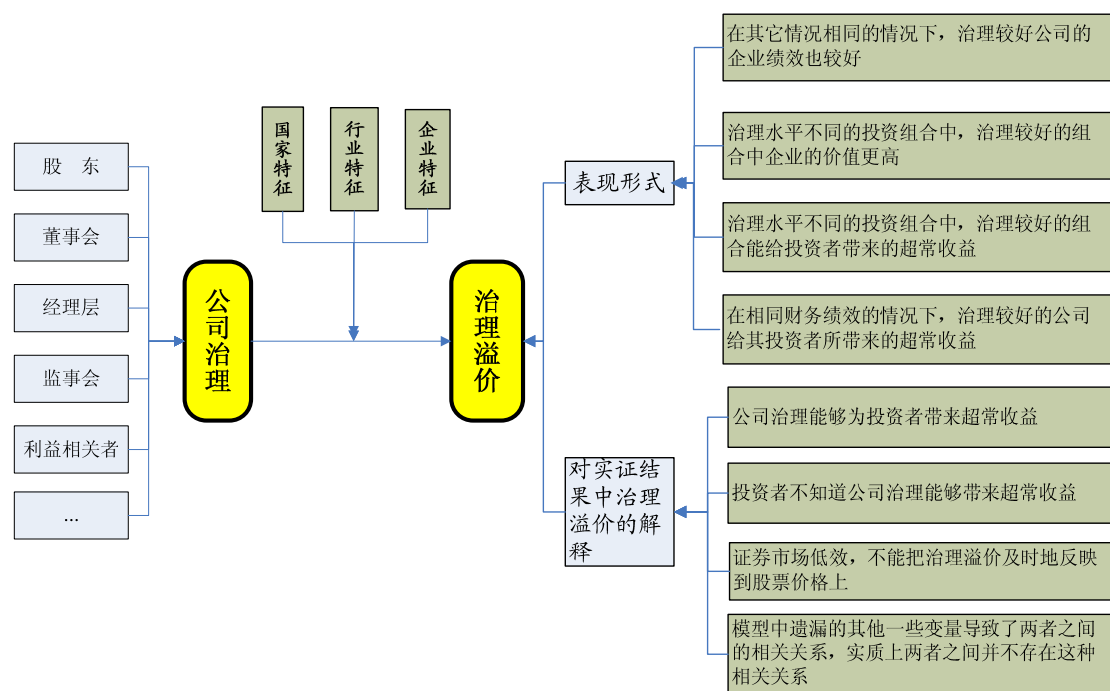 股 东
董事会
经理层
监事会
利益相关者
...
公司治理
国家特征
行业特征
企业特征
治理溢价
表现形式
对实证结
果中治理
溢价的解
释
在其它情况相同的情况下，治理较好公司的
企业绩效也较好
治理水平不同的投资组合中，治理较好的组
合中企业的价值更高
治理水平不同的投资组合中，治理较好的组
合能给投资者带来的超常收益
在相同财务绩效的情况下，治理较好的公司
给其投资者所带来的超常收益
公司治理能够为投资者带来超常收益
投资者不知道公司治理能够带来超常收益
证券市场低效，不能把治理溢价及时地反映
到股票价格上
模型中遗漏的其他一些变量导致了两者之间
的相关关系，实质上两者之间并不存在这种
相关关系